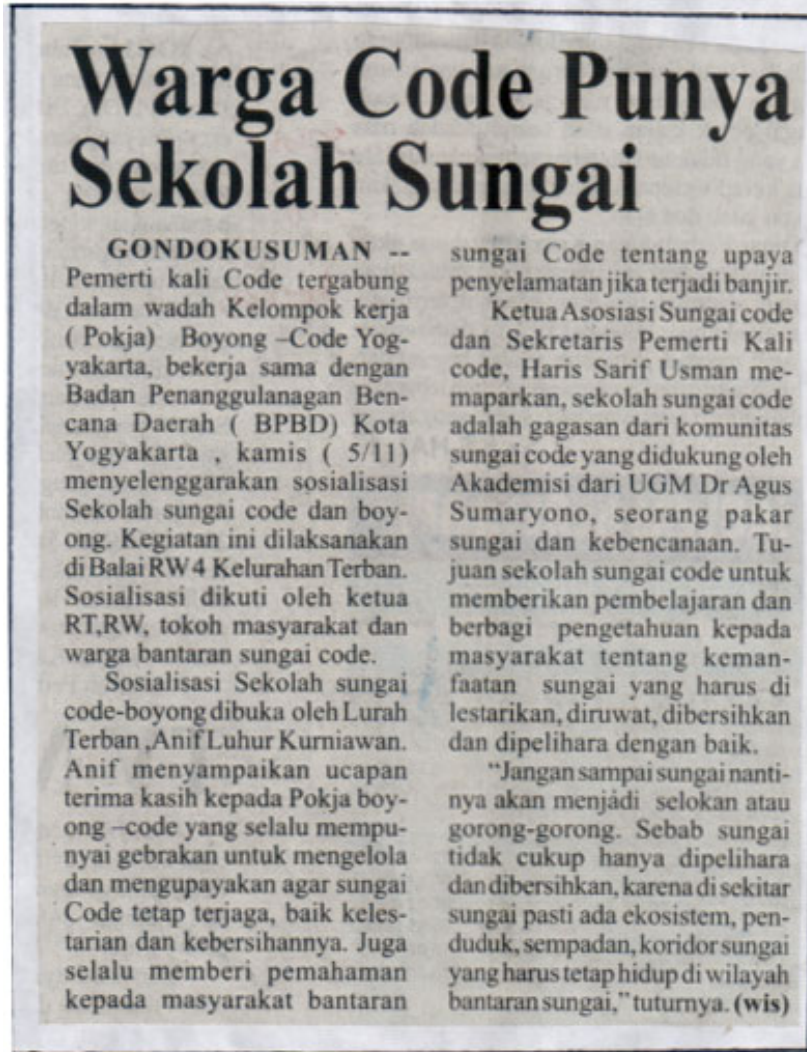 Warga Code Punya
Sekolah Sungai
GONDOKUSUMAN --
Pemerti kali Code tergabung
dalam wadah Kelompok kerja
( Pokja) Boyong –Code Yog-
yakarta, bekerja sama dengan
Badan Penanggulanagan Ben-
cana Daerah ( BPBD) Kota
Yogyakarta , kamis ( 5/11)
menyelenggarakan sosialisasi
Sekolah sungai code dan boy-
ong. Kegiatan ini dilaksanakan
di Balai RW 4 Kelurahan Terban.
Sosialisasi dikuti oleh ketua
RT,RW, tokoh masyarakat dan
warga bantaran sungai code.
Sosialisasi Sekolah sungai
code-boyong dibuka oleh Lurah
Terban ,Anif Luhur Kurniawan.
Anif menyampaikan ucapan
terima kasih kepada Pokja boy-
ong –code yang selalu mempu-
nyai gebrakan untuk mengelola
dan mengupayakan agar sungai
Code tetap terjaga, baik keles-
tarian dan kebersihannya. Juga
selalu memberi pemahaman
kepada masyarakat bantaran
sungai Code tentang upaya
penyelamatan jika terjadi banjir.
Ketua Asosiasi Sungai code
dan Sekretaris Pemerti Kali
code, Haris Sarif Usman me-
maparkan, sekolah sungai code
adalah gagasan dari komunitas
sungai code yang didukung oleh
Akademisi dari UGM Dr Agus
Sumaryono, seorang pakar
sungai dan kebencanaan. Tu-
juan sekolah sungai code untuk
memberikan pembelajaran dan
berbagi pengetahuan kepada
masyarakat tentang keman-
faatan sungai yang harus di
lestarikan, diruwat, dibersihkan
dan dipelihara dengan baik.
“Jangan sampai sungai nanti-
nya akan menjadi selokan atau
gorong-gorong. Sebab sungai
tidak cukup hanya dipelihara
dan dibersihkan, karena di sekitar
sungai pasti ada ekosistem, pen-
duduk, sempadan, koridor sungai
yang harus tetap hidup di wilayah
bantaran sungai,” tuturnya. (wis)